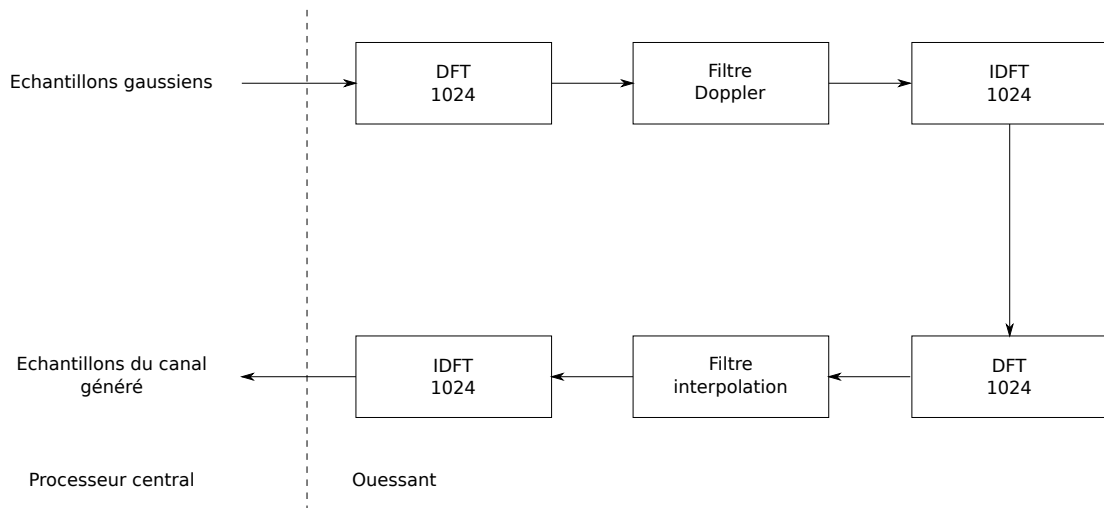 Echantillons gaussiens
DFT
1024
Filtre
Doppler
IDFT
1024
Echantillons du canal
généré
IDFT
1024
Filtre
interpolation
DFT
1024
Processeur central
Ouessant